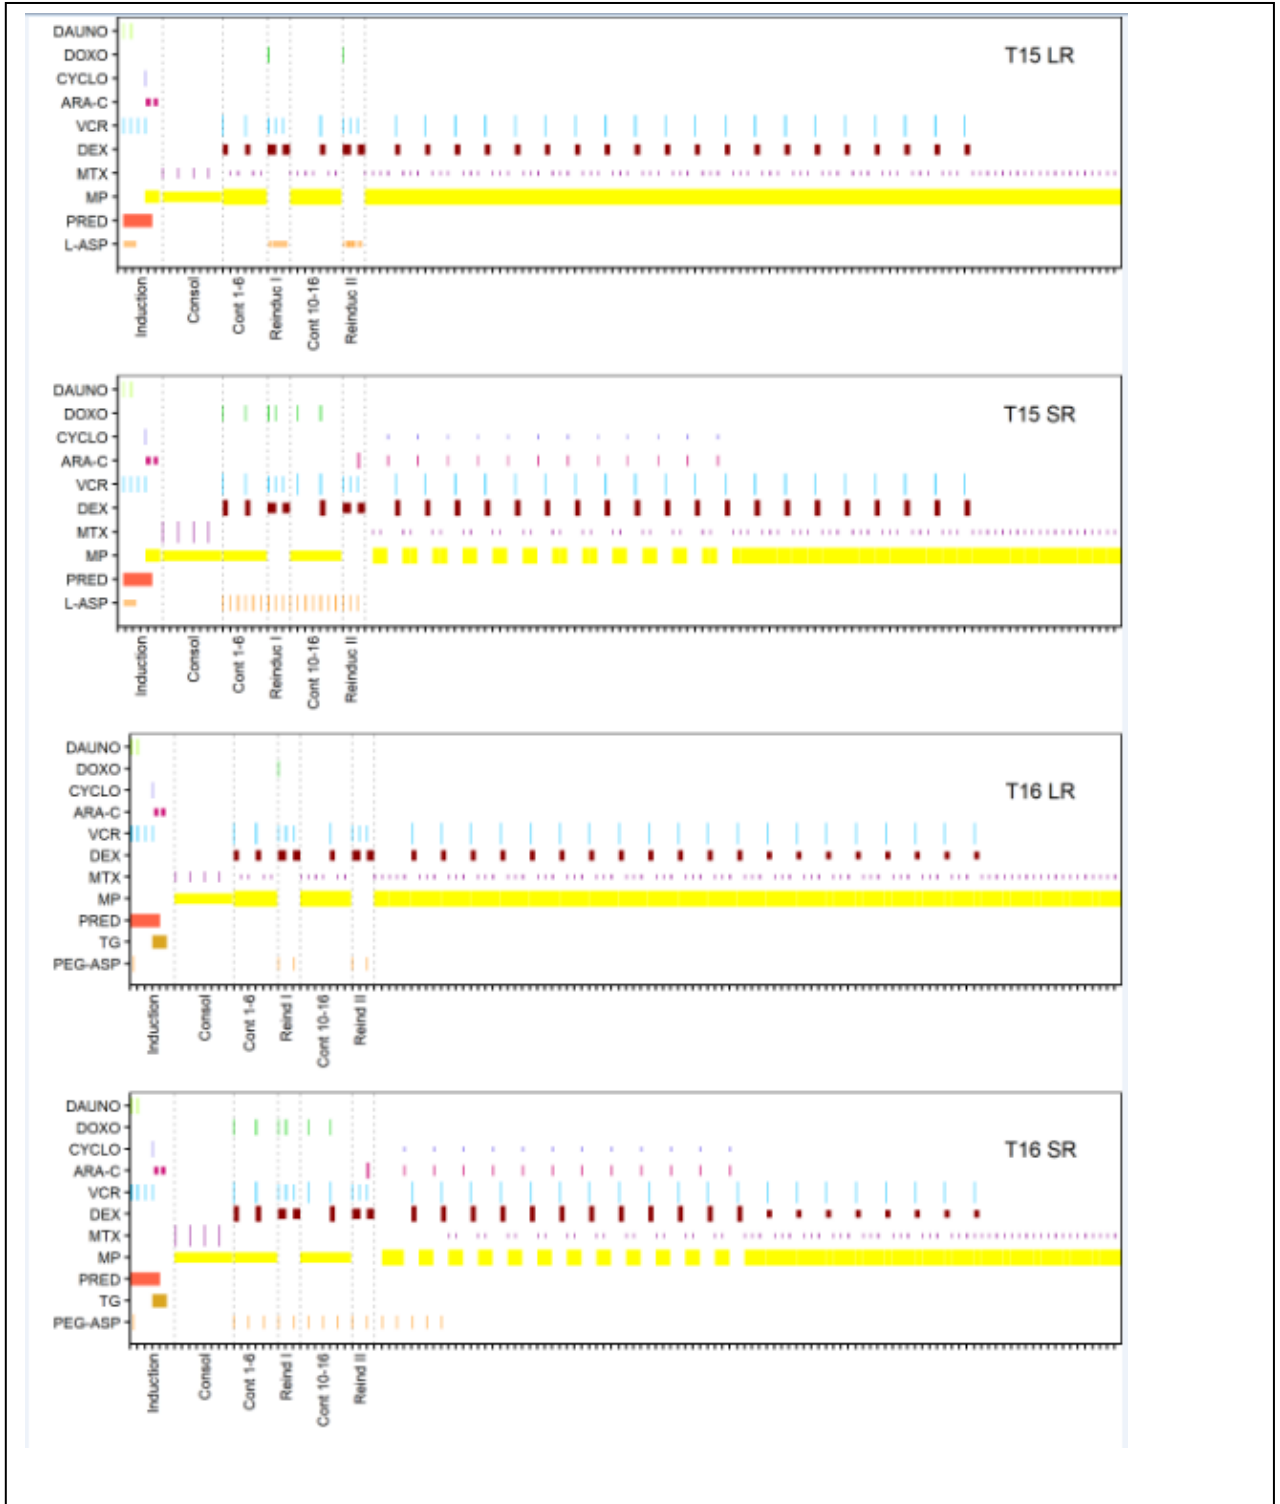 DAUNO
DOXO
T15 LR
CYCLO
ARA-C
VCR
DEX
MTX
MP
PRED
L-ASP
Induction
Consol
Cont 1-6
Reinduc I
Cont 10-16
Reinduc II
DAUNO
DOXO
T15 SR
CYCLO
ARA-C
VCR
DEX
MTX
MP
PRED
L-ASP
Induction
Consol
Cont 1-6
Reinduc I
Cont 10-16
Reinduc II
DAUNO
DOXO
CYCLO
T16 LR
ARA-C
VCR
DEX
MTX
MP
PRED
TG
PEG-ASP
Induction
Consol
Cont 1-6
Reind I
Cont 10-16
Reind II
DAUNO
DOXO
CYCLO
T16 SR
ARA-C
VCR
DEX
MTX
MP
PRED
TG
PEG-ASP
Induction
Consol
Cont 1-6
Reind I
Cont 10-16
Reind II